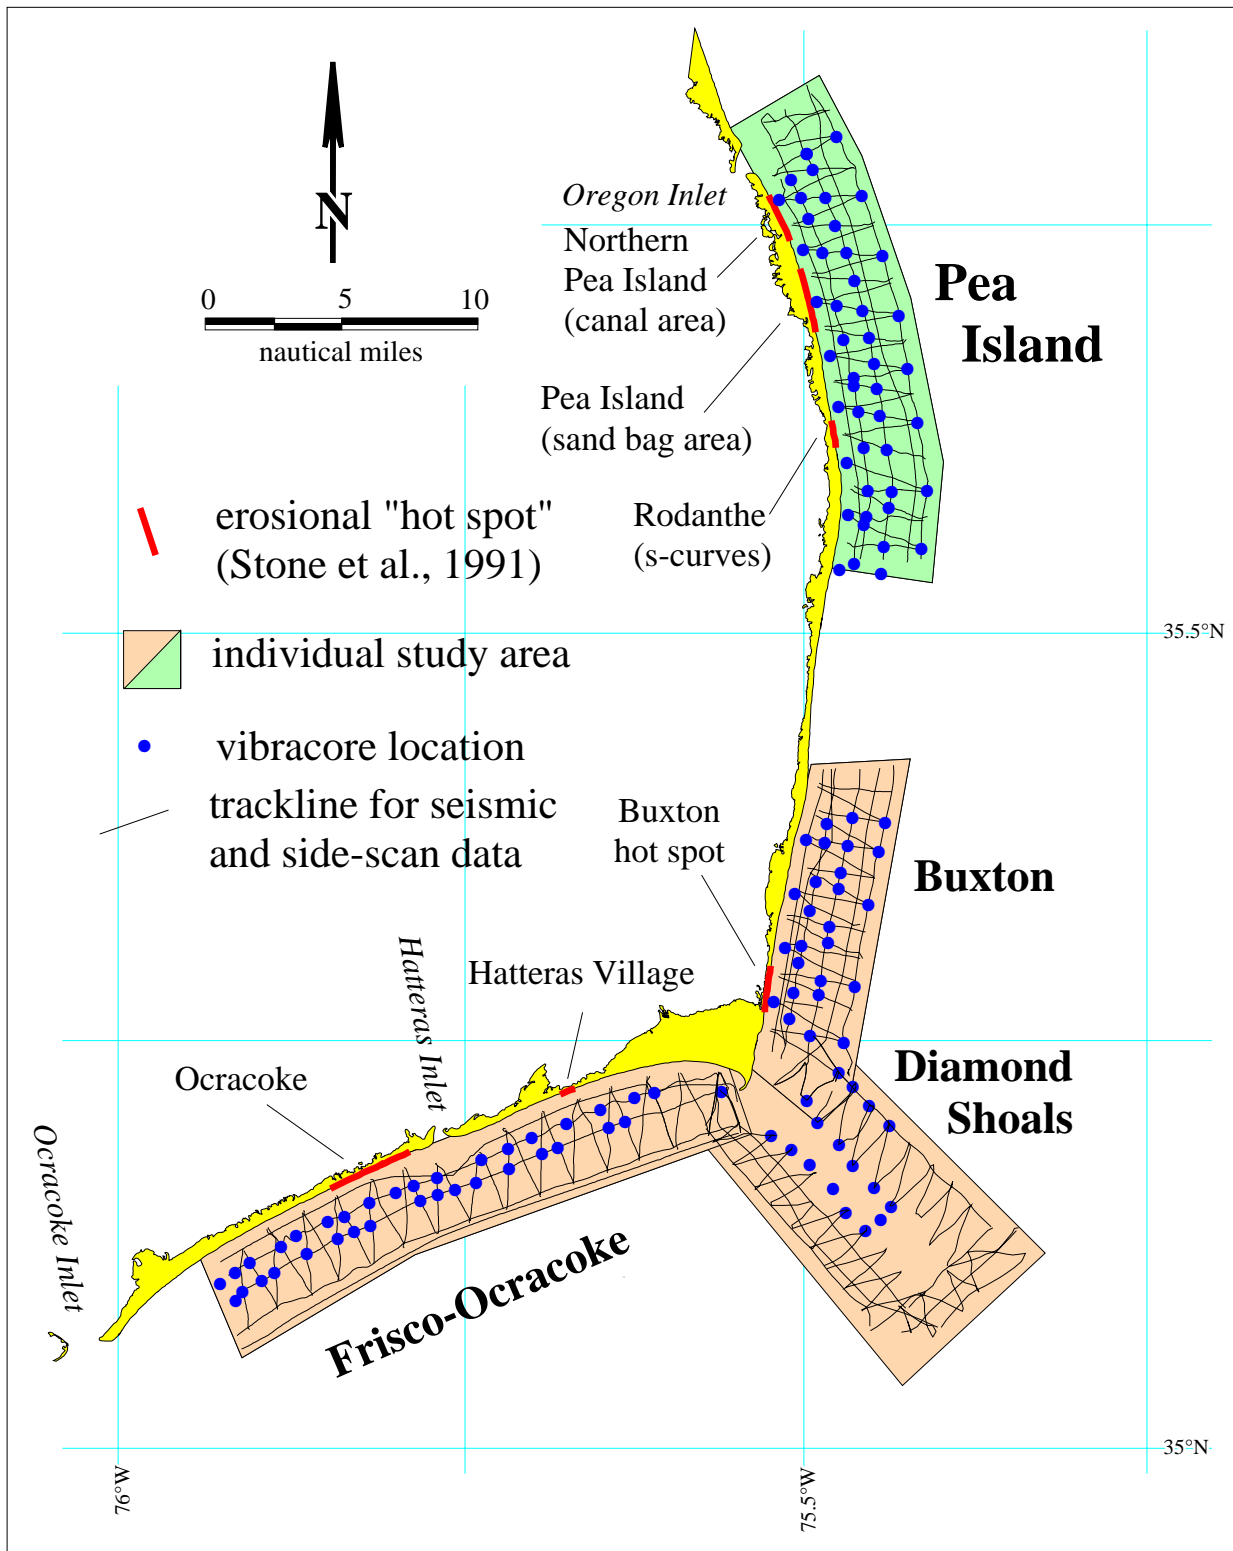 N
0 5 10
nautical miles
Oregon Inlet
Northern
Pea Island
(canal area)
Pea
Island
Pea Island
(sand bag area)
Rodanthe
(s-curves)
erosional "hot spot"
(Stone et al., 1991)
individual study area
vibracore location
trackline for seismic
and side-scan data
35.5°N
Buxton
hot spot
Buxton
Hatteras Village
Hatteras Inlet
Diamond
Shoals
Ocracoke
Ocracoke Inlet
Frisco-Ocracoke
35°N
76°W
75.5°W